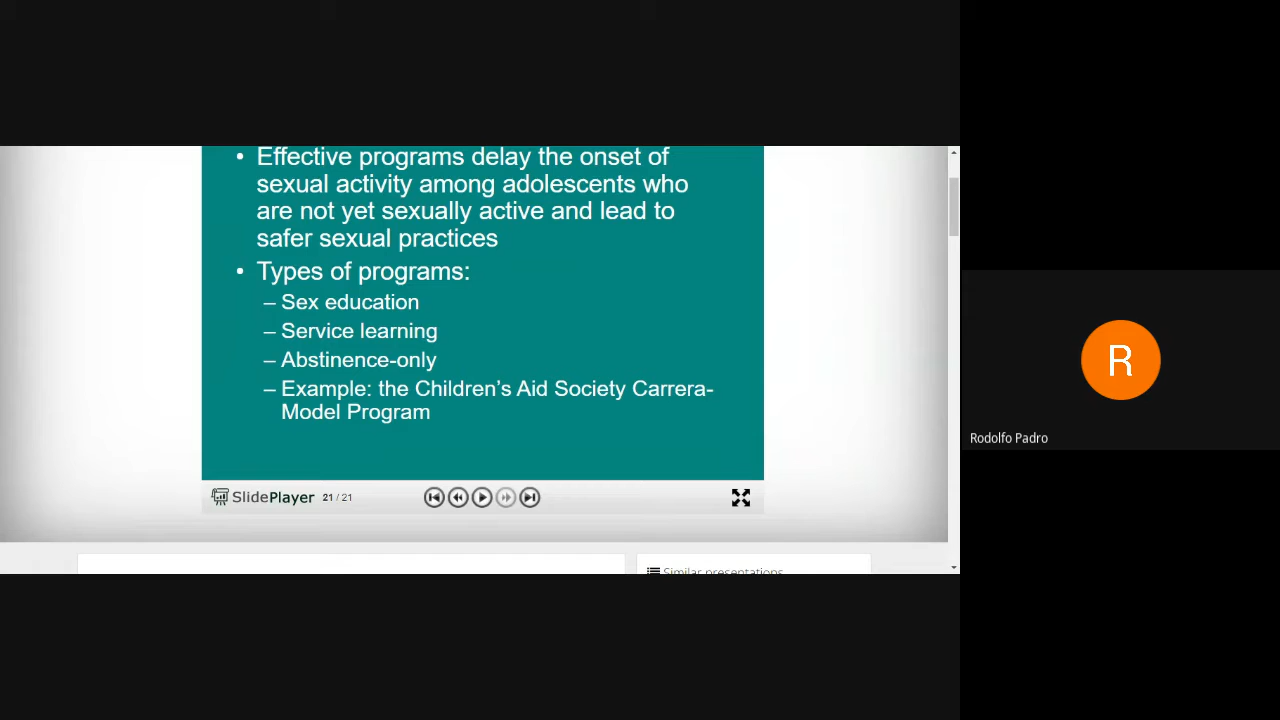 • Effective programs delay the onset of
sexual activity among adolescents who
are not yet sexually active and lead to
safer sexual practices
• Types of programs:
– Sex education
– Service learning
– Abstinence-only
– Example: the Children's Aid Society Carrera-
Model Program
SlidePlayer 21 / 21
Similar presentations
R
Rodolfo Padro